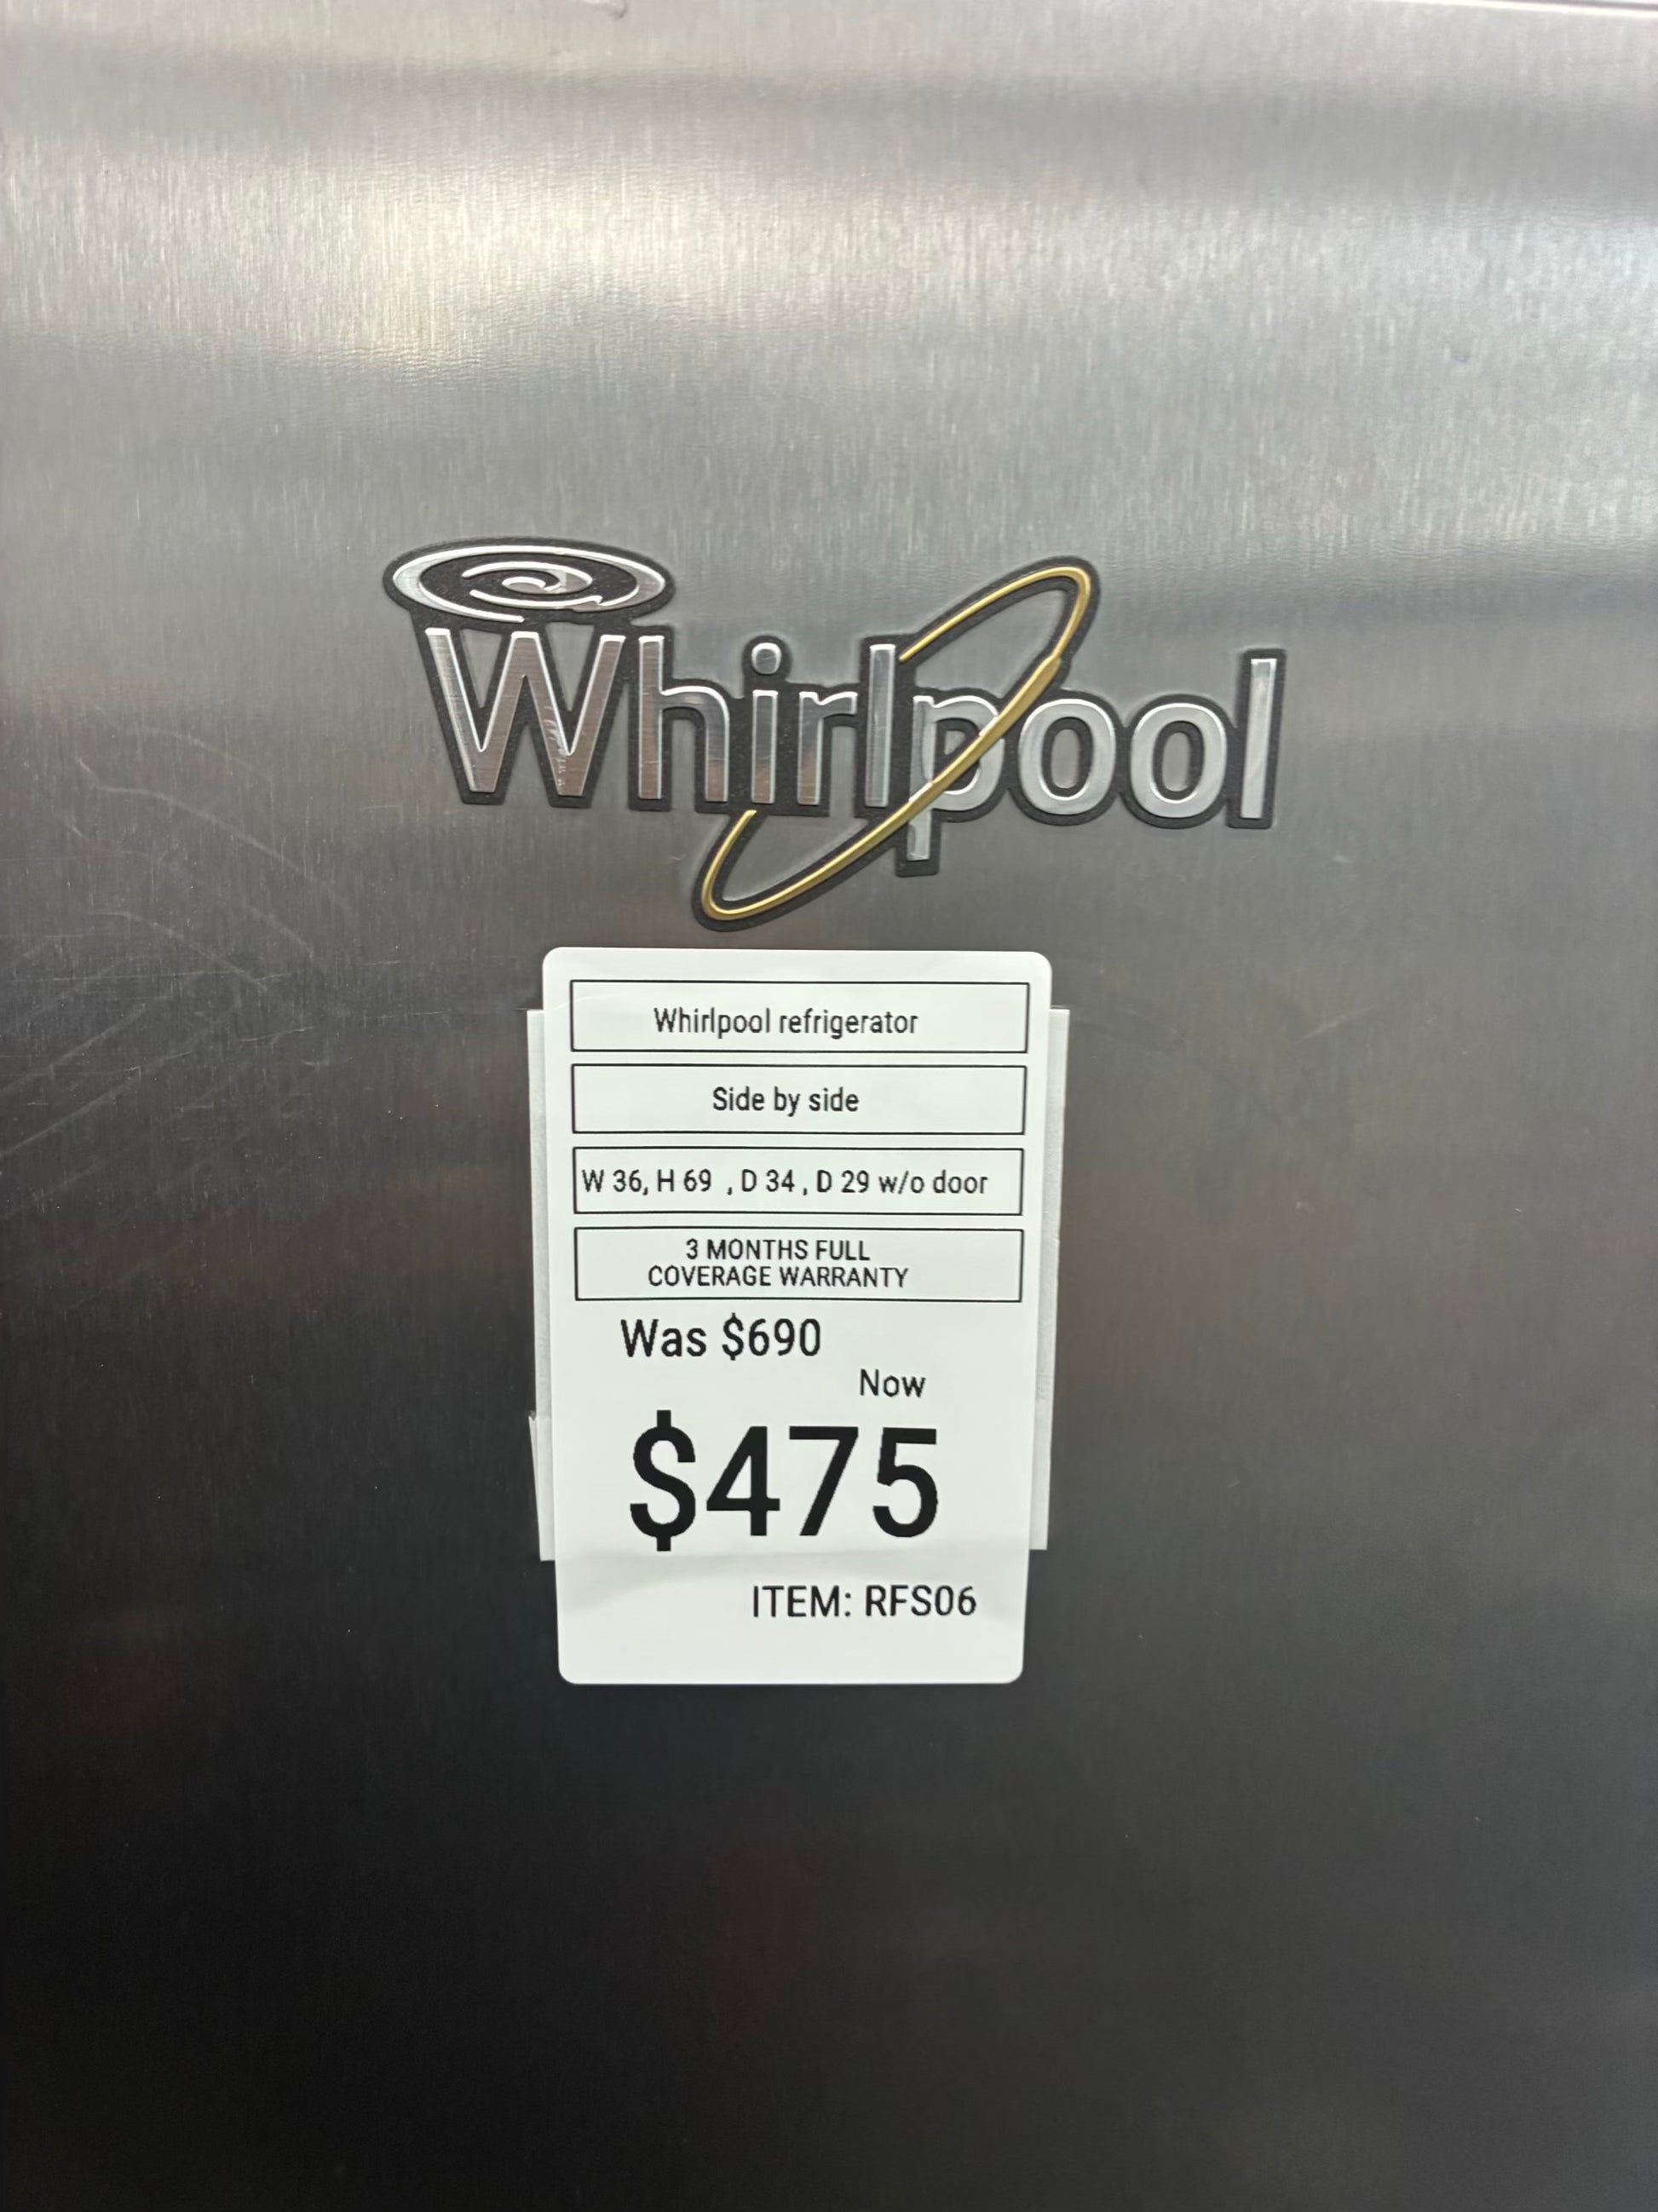 Whirlpool
Whirlpool refrigerator
Side by side
W 36, H 69 , D 34 , D 29 w/o door
3 MONTHS FULL
COVERAGE WARRANTY
Was $690
Now
$475
ITEM: RFS06